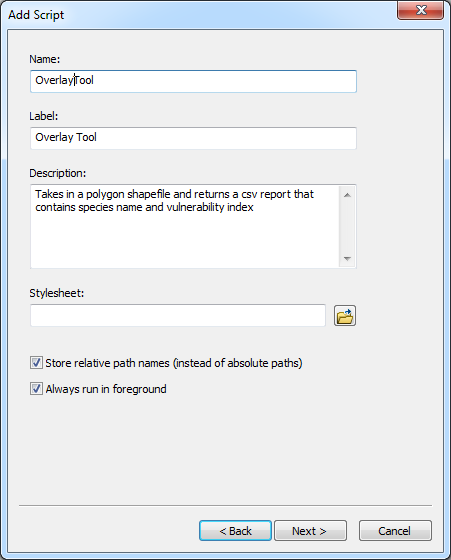 Add Script
Name:
OverlayTool
Label:
Overlay Tool
Description:
Takes in a polygon shapefile and returns a csv report that
contains species name and vulnerability index
Stylesheet:
Store relative path names (instead of absolute paths)
Always run in foreground
< Back
Next >
Cancel